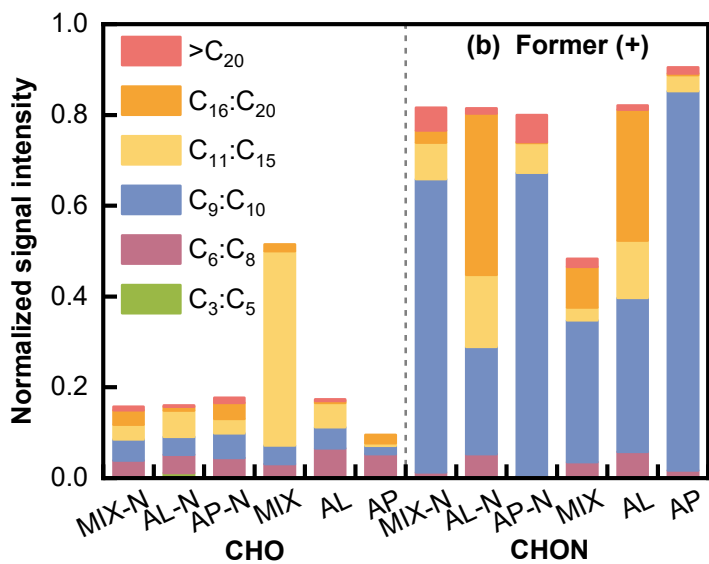 Normalized signal intensity
1.0
0.8
0.6
0.4
0.2
0.0
(b) Former (+)
>C₂₀
C₁₆:C₂₀
C₁₁:C₁₅
C₉:C₁₀
C₆:C₈
C₃:C₅
MIX-N AL-N AP-N MIX AL AP MIX-N AL-N AP-N MIX AL AP
CHO CHON